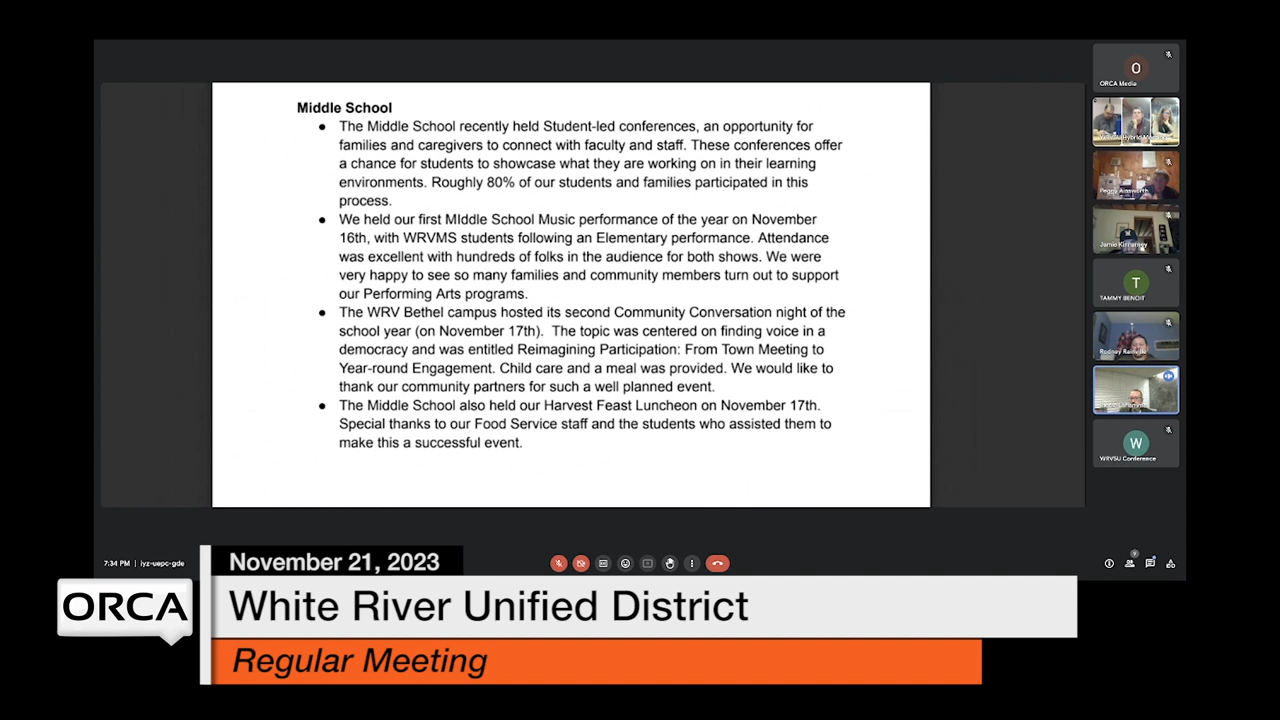 Middle School
● The Middle School recently held Student-led conferences, an opportunity for
families and caregivers to connect with faculty and staff. These conferences offer
a chance for students to showcase what they are working on in their learning
environments. Roughly 80% of our students and families participated in this
process.
● We held our first MIddle School Music performance of the year on November
16th, with WRVMS students following an Elementary performance. Attendance
was excellent with hundreds of folks in the audience for both shows. We were
very happy to see so many families and community members turn out to support
our Performing Arts programs.
● The WRV Bethel campus hosted its second Community Conversation night of the
school year (on November 17th). The topic was centered on finding voice in a
democracy and was entitled Reimagining Participation: From Town Meeting to
Year-round Engagement. Child care and a meal was provided. We would like to
thank our community partners for such a well planned event.
● The Middle School also held our Harvest Feast Luncheon on November 17th.
Special thanks to our Food Service staff and the students who assisted them to
make this a successful event.
O
ORCA Media
Peggy Ainsworth
Jamie Kinnarney
T
TAMMY BENOIT
Rodney Rainville
W
WRVSU Conference
7:34 PM | iyz-uepc-gde
9
November 21, 2023
ORCA
White River Unified District
Regular Meeting